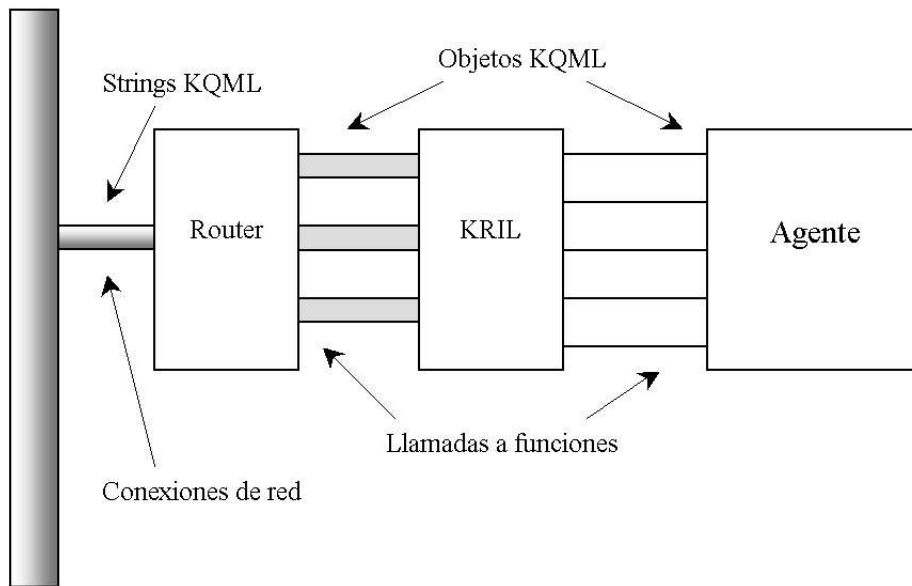 Objetos KQML
Strings KQML
Router
KRIL
Agente
Llamadas a funciones
Conexiones de red